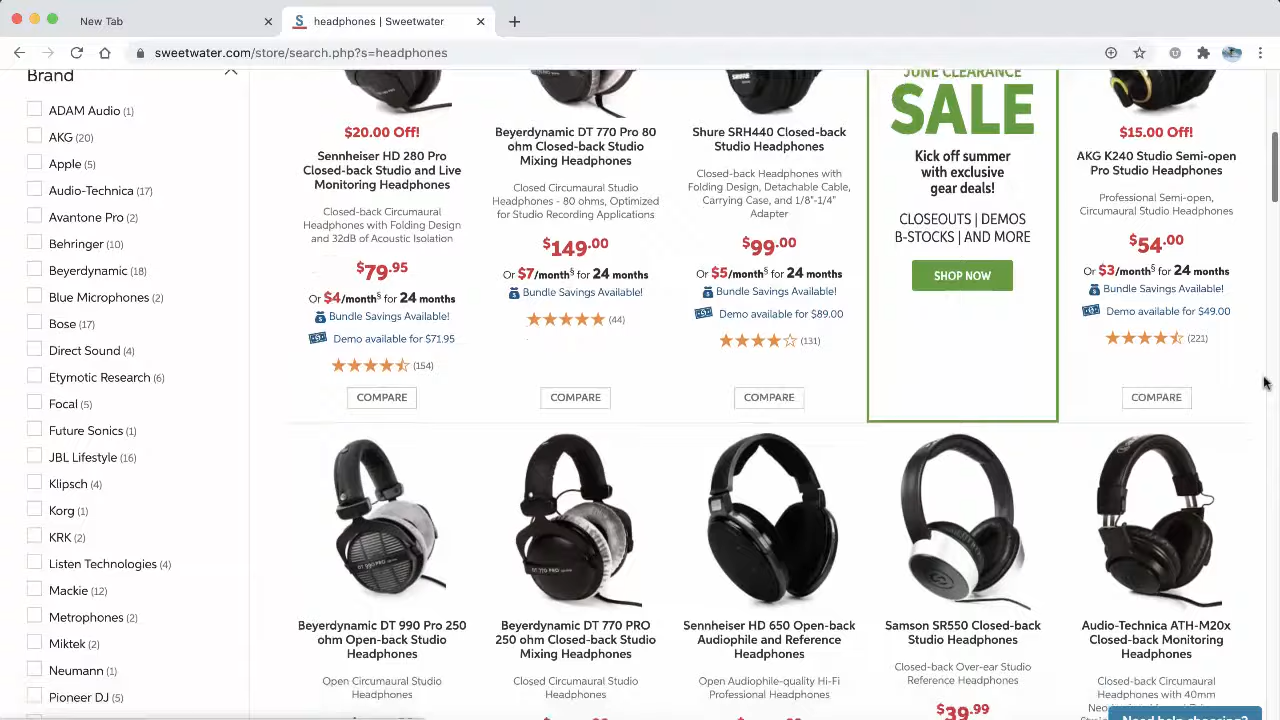 New Tab
headphones | Sweetwater
sweetwater.com/store/search.php?s=headphones
Brand
ADAM Audio (1)
AKG (20)
Apple (5)
Audio-Technica (17)
Avantone Pro (2)
Behringer (10)
Beyerdynamic (18)
Blue Microphones (2)
Bose (17)
Direct Sound (4)
Etymotic Research (6)
Focal (5)
Future Sonics (1)
JBL Lifestyle (16)
Klipsch (4)
Korg (1)
KRK (2)
Listen Technologies (4)
Mackie (12)
Metrophones (2)
Miktek (2)
Neumann (1)
Pioneer DJ (5)
$20.00 Off!
Sennheiser HD 280 Pro
Closed-back Studio and Live
Monitoring Headphones
Closed-back Circumaural
Headphones with Folding Design
and 32dB of Acoustic Isolation
$79.95
Or $4/month§ for 24 months
Bundle Savings Available!
Demo available for $71.95
(154)
COMPARE
Beyerdynamic DT 770 Pro 80
ohm Closed-back Studio
Mixing Headphones
Closed Circumaural Studio
Headphones - 80 ohms, Optimized
for Studio Recording Applications
$149.00
Or $7/month§ for 24 months
Bundle Savings Available!
(44)
COMPARE
SHURE
Shure SRH440 Closed-back
Studio Headphones
Closed-back Headphones with
Folding Design, Detachable Cable,
Carrying Case, and 1/8"-1/4"
Adapter
$99.00
Or $5/month§ for 24 months
Bundle Savings Available!
Demo available for $89.00
(131)
COMPARE
JUNE CLEARANCE
SALE
Kick off summer
with exclusive
gear deals!
CLOSEOUTS | DEMOS
B-STOCKS | AND MORE
SHOP NOW
$15.00 Off!
AKG K240 Studio Semi-open
Pro Studio Headphones
Professional Semi-open,
Circumaural Studio Headphones
$54.00
Or $3/month§ for 24 months
Bundle Savings Available!
Demo available for $49.00
(221)
COMPARE
DT 990 PRO
Beyerdynamic DT 990 Pro 250
ohm Open-back Studio
Headphones
Open Circumaural Studio
Headphones
DT 770 PRO
Beyerdynamic DT 770 PRO
250 ohm Closed-back Studio
Mixing Headphones
Closed Circumaural Studio
Headphones
Sennheiser HD 650 Open-back
Audiophile and Reference
Headphones
Open Audiophile-quality Hi-Fi
Professional Headphones
Samson SR550 Closed-back
Studio Headphones
Closed-back Over-ear Studio
Reference Headphones
$39.99
Audio-Technica ATH-M20x
Closed-back Monitoring
Headphones
Closed-back Circumaural
Headphones with 40mm
Need help choosing?